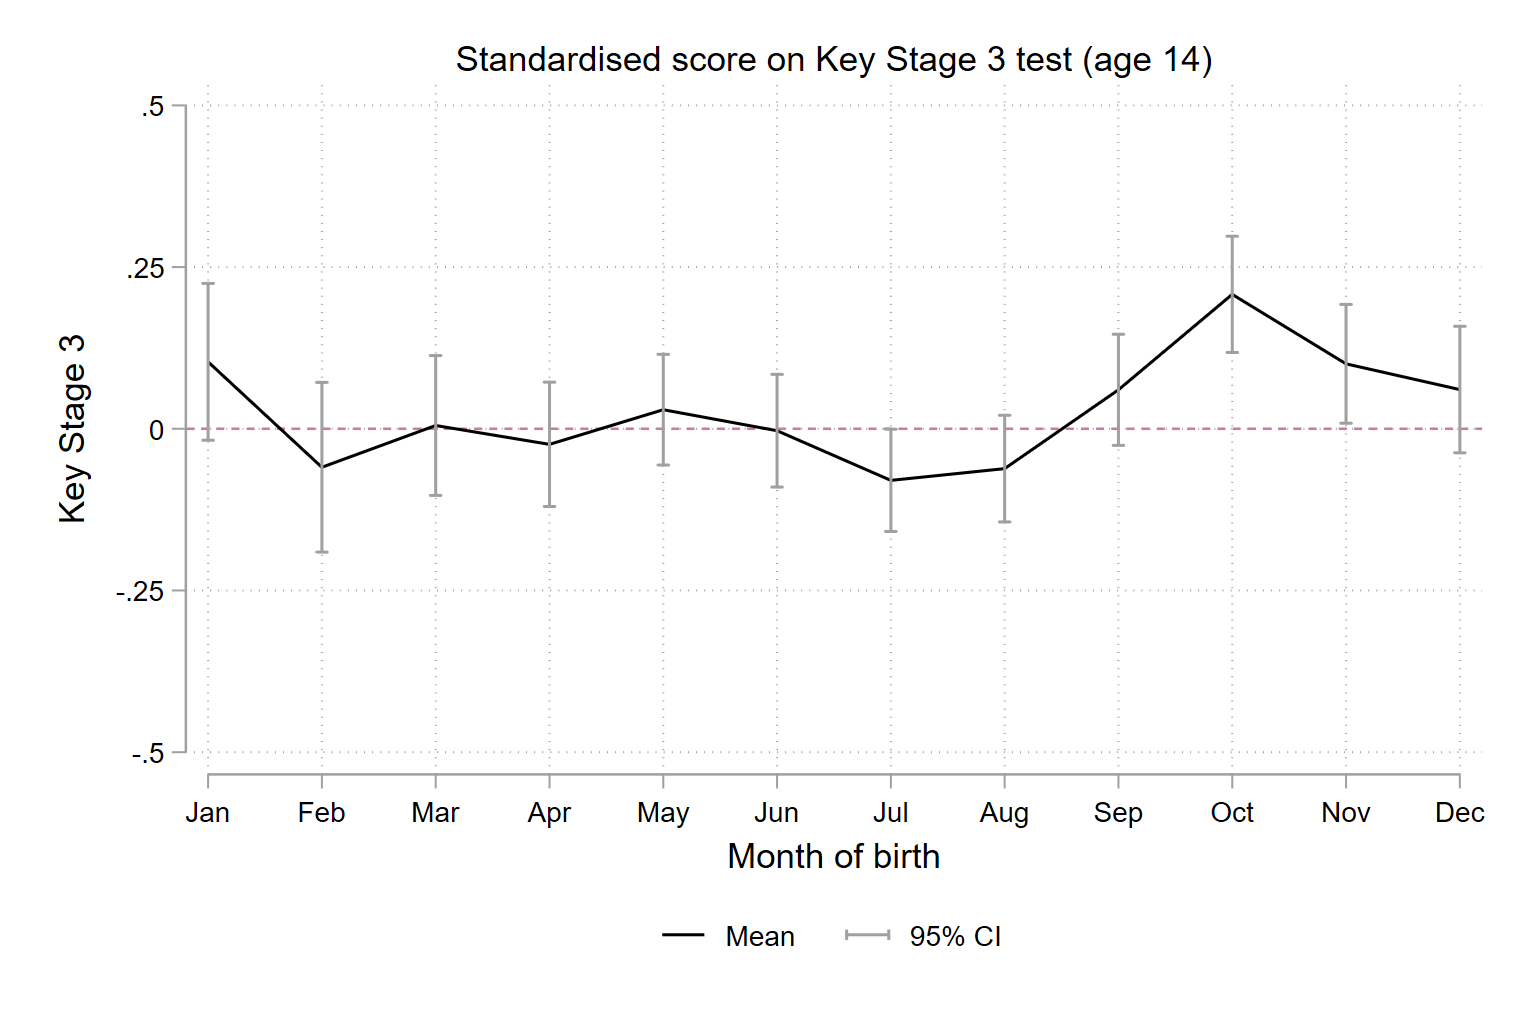 Standardised score on Key Stage 3 test (age 14)
Key Stage 3
.5
.25
0
-.25
-.5
Jan Feb Mar Apr May Jun Jul Aug Sep Oct Nov Dec
Month of birth
Mean 95% CI